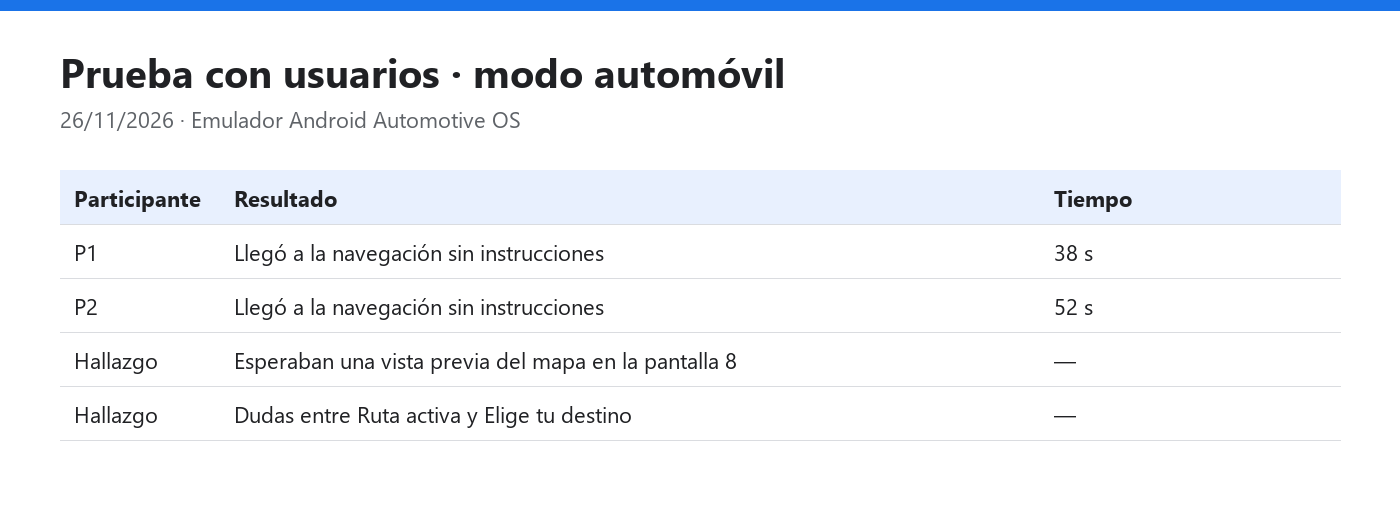 Prueba con usuarios · modo automóvil
26/11/2026 · Emulador Android Automotive OS
Participante Resultado Tiempo
P1 Llegó a la navegación sin instrucciones 38 s
P2 Llegó a la navegación sin instrucciones 52 s
Hallazgo Esperaban una vista previa del mapa en la pantalla 8 —
Hallazgo Dudas entre Ruta activa y Elige tu destino —